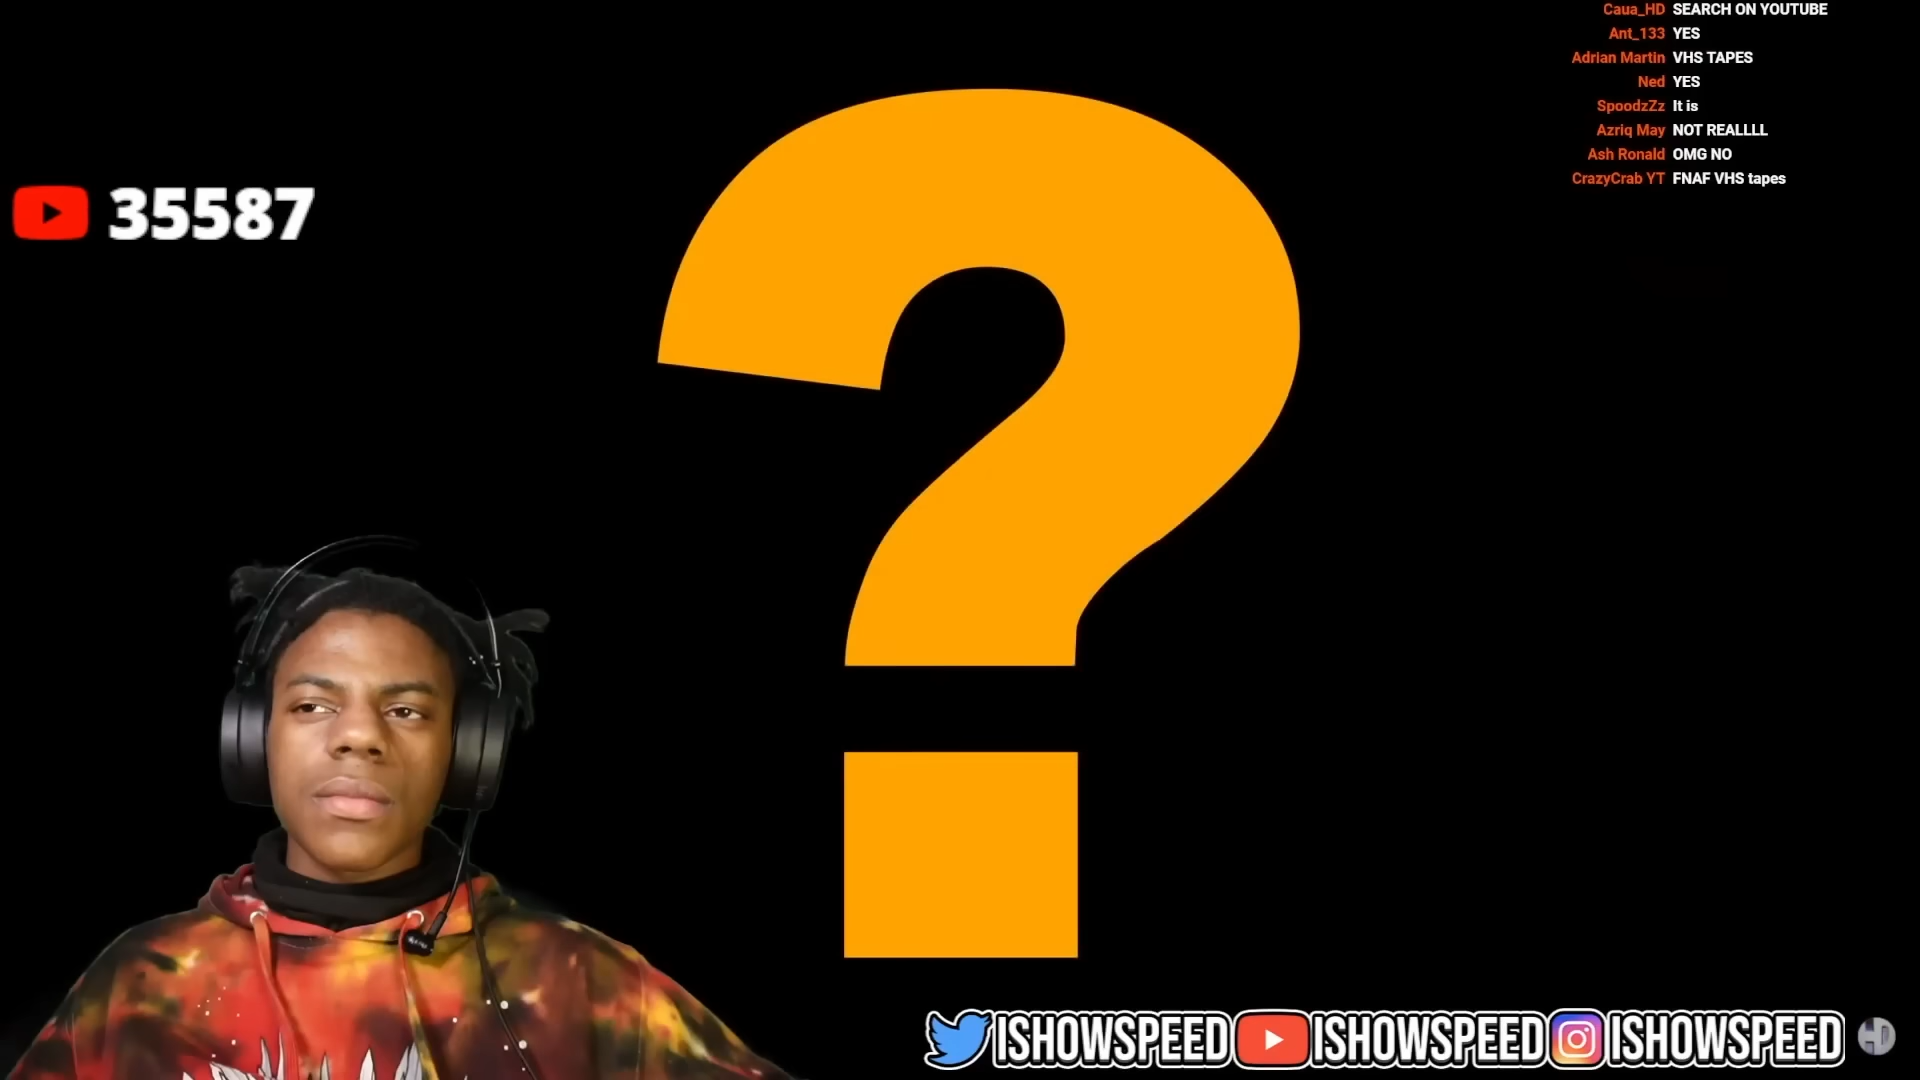 Caua_HD SEARCH ON YOUTUBE
Ant_133 YES
Adrian Martin VHS TAPES
Ned YES
SpoodzZz It is
Azriq May NOT REALLLL
Ash Ronald OMG NO
CrazyCrab YT FNAF VHS tapes
35587
?
ISHOWSPEED ISHOWSPEED ISHOWSPEED HD